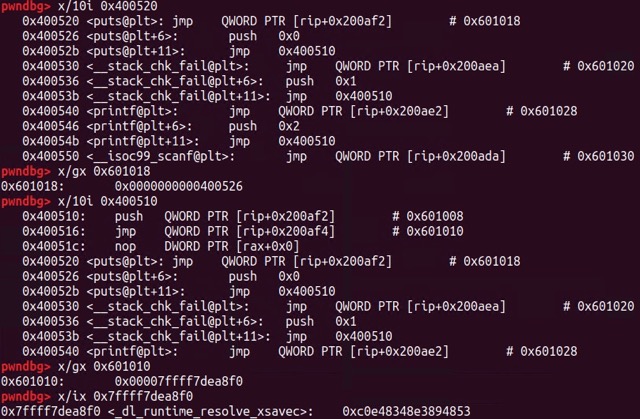 pwndbg> x/10i 0x400520
0x400520 <puts@plt>: jmp QWORD PTR [rip+0x200af2] # 0x601018
0x400526 <puts@plt+6>: push 0x0
0x40052b <puts@plt+11>: jmp 0x400510
0x400530 <__stack_chk_fail@plt>: jmp QWORD PTR [rip+0x200aea] # 0x601020
0x400536 <__stack_chk_fail@plt+6>: push 0x1
0x40053b <__stack_chk_fail@plt+11>: jmp 0x400510
0x400540 <printf@plt>: jmp QWORD PTR [rip+0x200ae2] # 0x601028
0x400546 <printf@plt+6>: push 0x2
0x40054b <printf@plt+11>: jmp 0x400510
0x400550 <__isoc99_scanf@plt>: jmp QWORD PTR [rip+0x200ada] # 0x601030
pwndbg> x/gx 0x601018
0x601018: 0x0000000000400526
pwndbg> x/10i 0x400510
0x400510: push QWORD PTR [rip+0x200af2] # 0x601008
0x400516: jmp QWORD PTR [rip+0x200af4] # 0x601010
0x40051c: nop DWORD PTR [rax+0x0]
0x400520 <puts@plt>: jmp QWORD PTR [rip+0x200af2] # 0x601018
0x400526 <puts@plt+6>: push 0x0
0x40052b <puts@plt+11>: jmp 0x400510
0x400530 <__stack_chk_fail@plt>: jmp QWORD PTR [rip+0x200aea] # 0x601020
0x400536 <__stack_chk_fail@plt+6>: push 0x1
0x40053b <__stack_chk_fail@plt+11>: jmp 0x400510
0x400540 <printf@plt>: jmp QWORD PTR [rip+0x200ae2] # 0x601028
pwndbg> x/gx 0x601010
0x601010: 0x00007ffff7dea8f0
pwndbg> x/ix 0x7ffff7dea8f0
0x7ffff7dea8f0 <_dl_runtime_resolve_xsavec>: 0xc0e48348e3894853